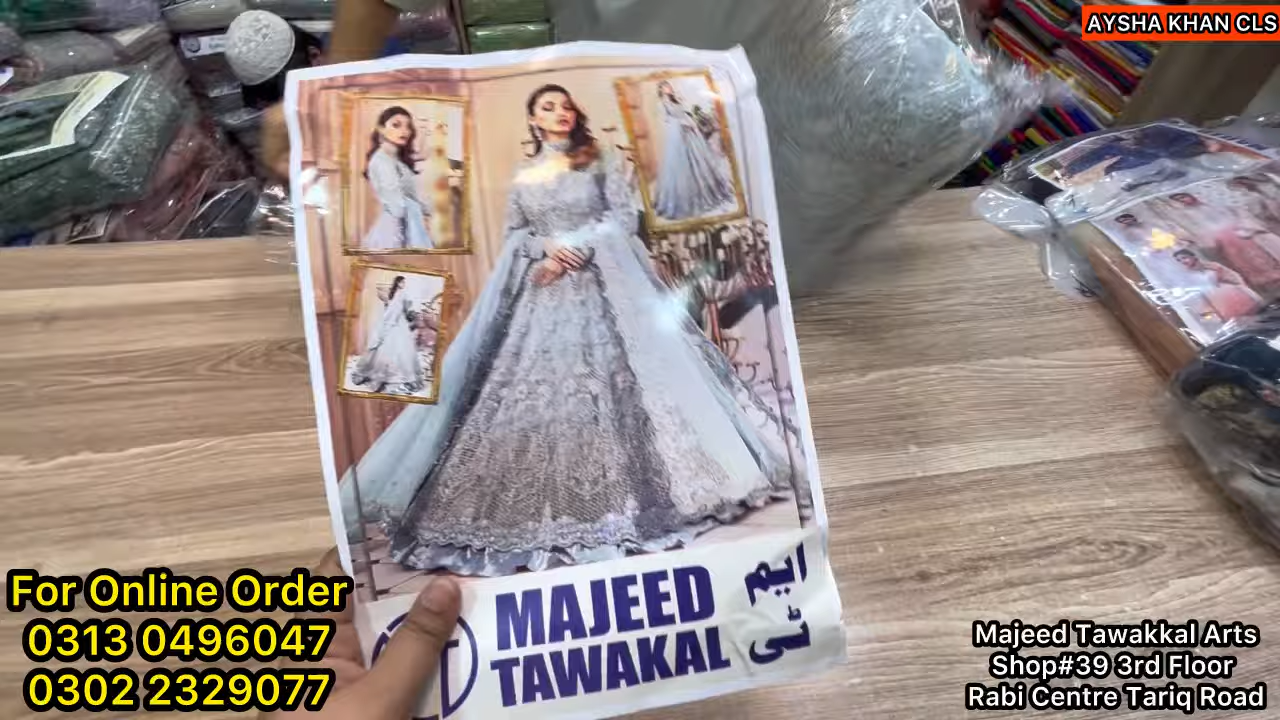 AYSHA KHAN CLS
MAJEED
TAWAKAL
ایم
ٹی
For Online Order
0313 0496047
0302 2329077
Majeed Tawakkal Arts
Shop#39 3rd Floor
Rabi Centre Tariq Road